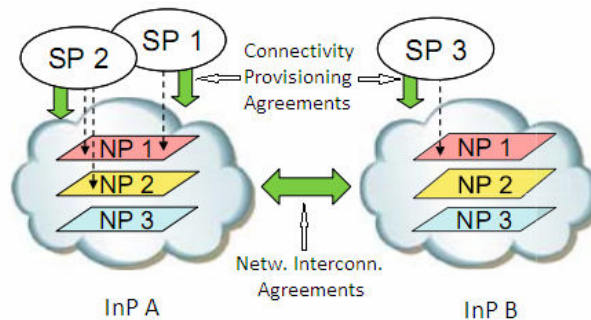 SP 2
SP 1
SP 3
Connectivity
Provisioning
Agreements
NP 1
NP 2
NP 3
NP 1
NP 2
NP 3
Netw. Interconn.
Agreements
InP A
InP B